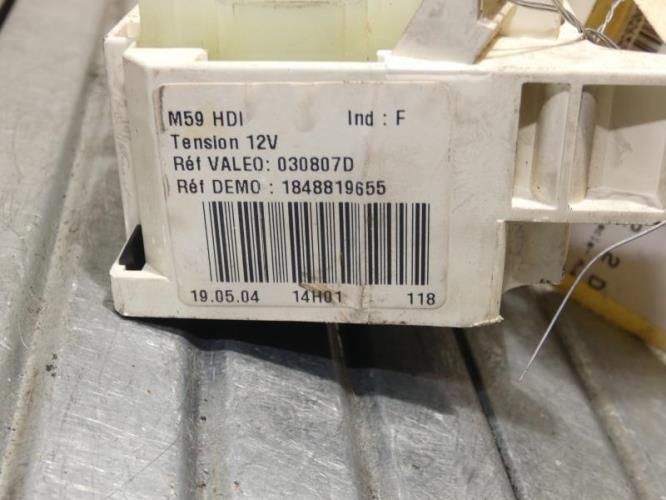 M59 HDI Ind : F
Tension 12V
Réf VALEO: 030807D
Réf DEMO : 1848819655
19.05.04 14H01 118